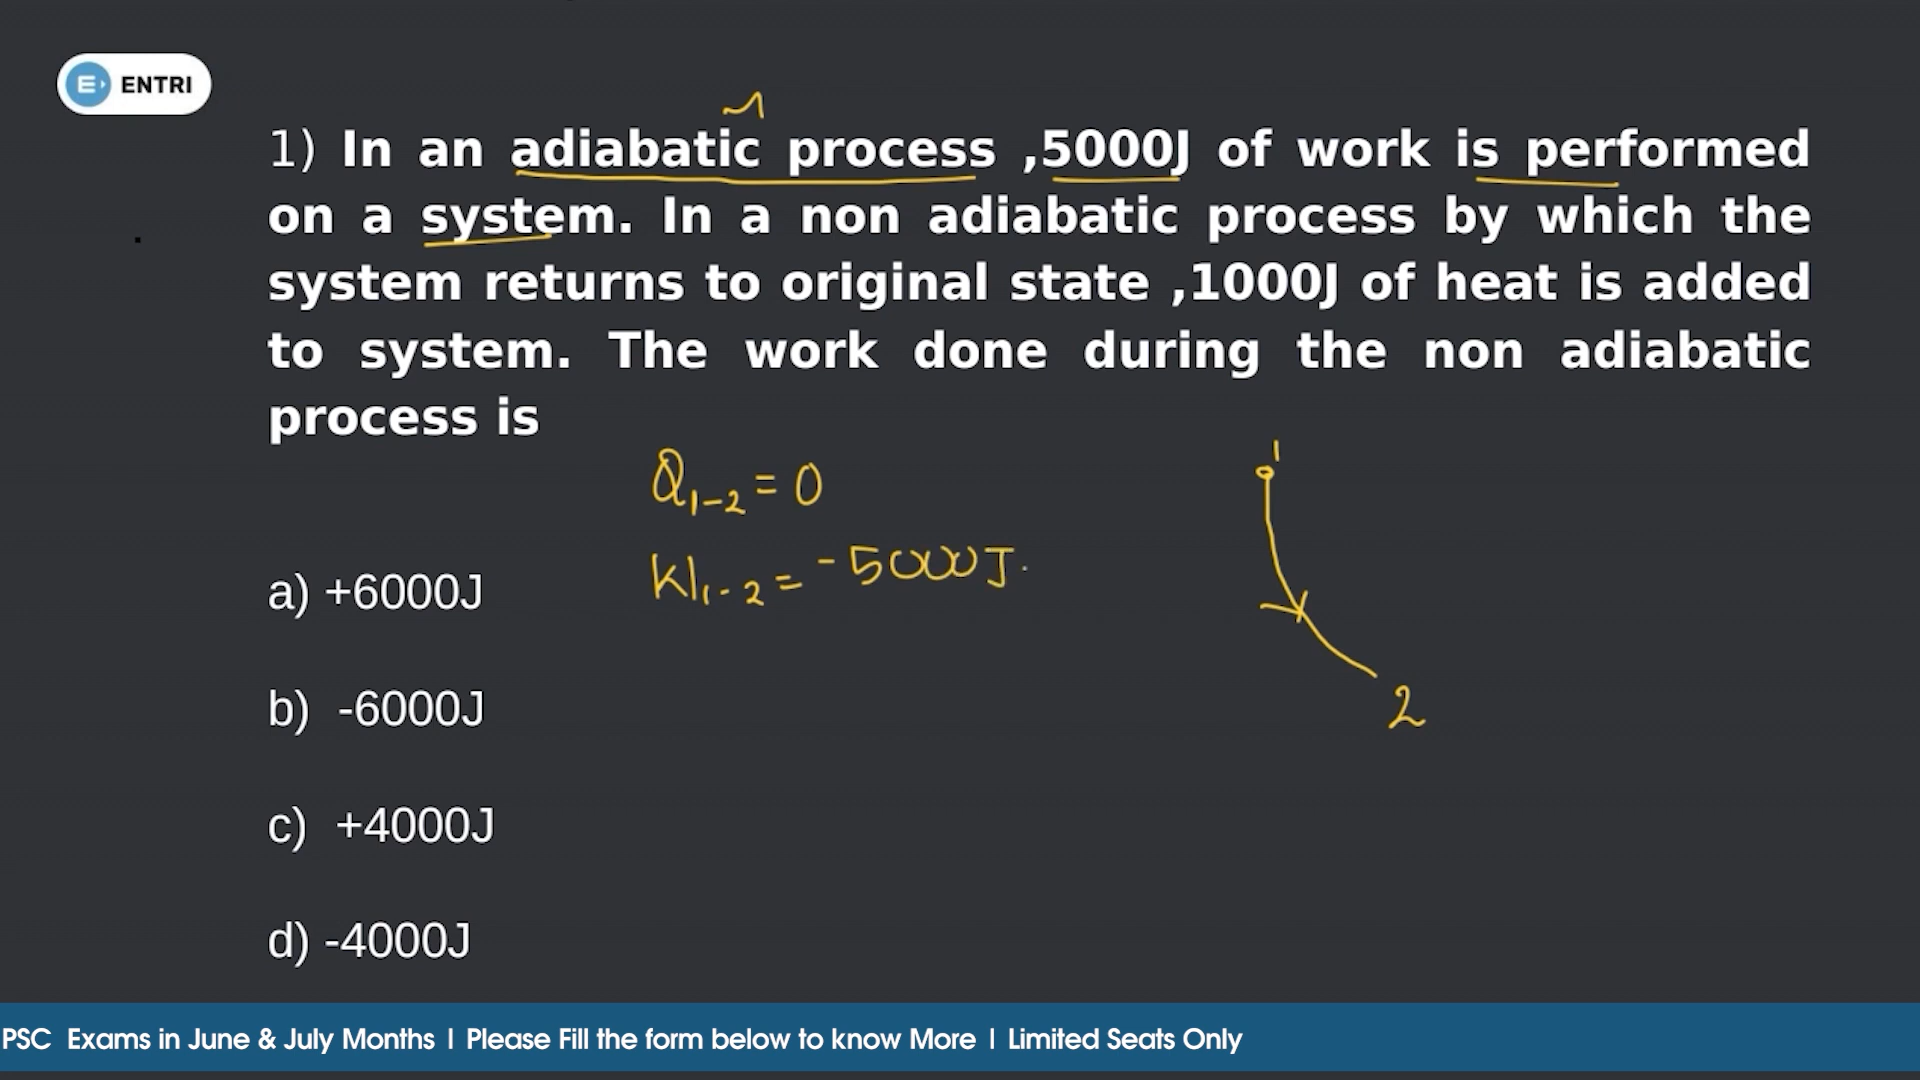 ENTRI
1) In an adiabatic process ,5000J of work is performed
on a system. In a non adiabatic process by which the
system returns to original state ,1000J of heat is added
to system. The work done during the non adiabatic
process is
Q1-2 = 0
W1-2 = -5000J.
1
2
a) +6000J
b) -6000J
c) +4000J
d) -4000J
PSC Exams in June & July Months | Please Fill the form below to know More | Limited Seats Only